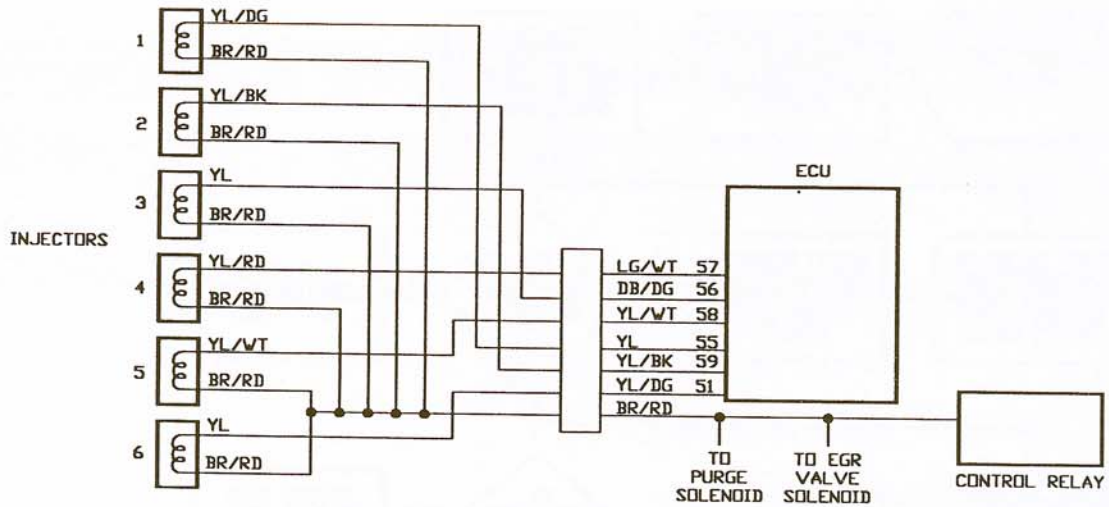 INJECTORS
1
YL/DG
BR/RD
2
YL/BK
BR/RD
3
YL
BR/RD
4
YL/RD
BR/RD
5
YL/WT
BR/RD
6
YL
BR/RD
LG/WT 57
DB/DG 56
YL/WT 58
YL 55
YL/BK 59
YL/DG 51
BR/RD
ECU
TO
PURGE
SOLENOID
TO EGR
VALVE
SOLENOID
CONTROL RELAY